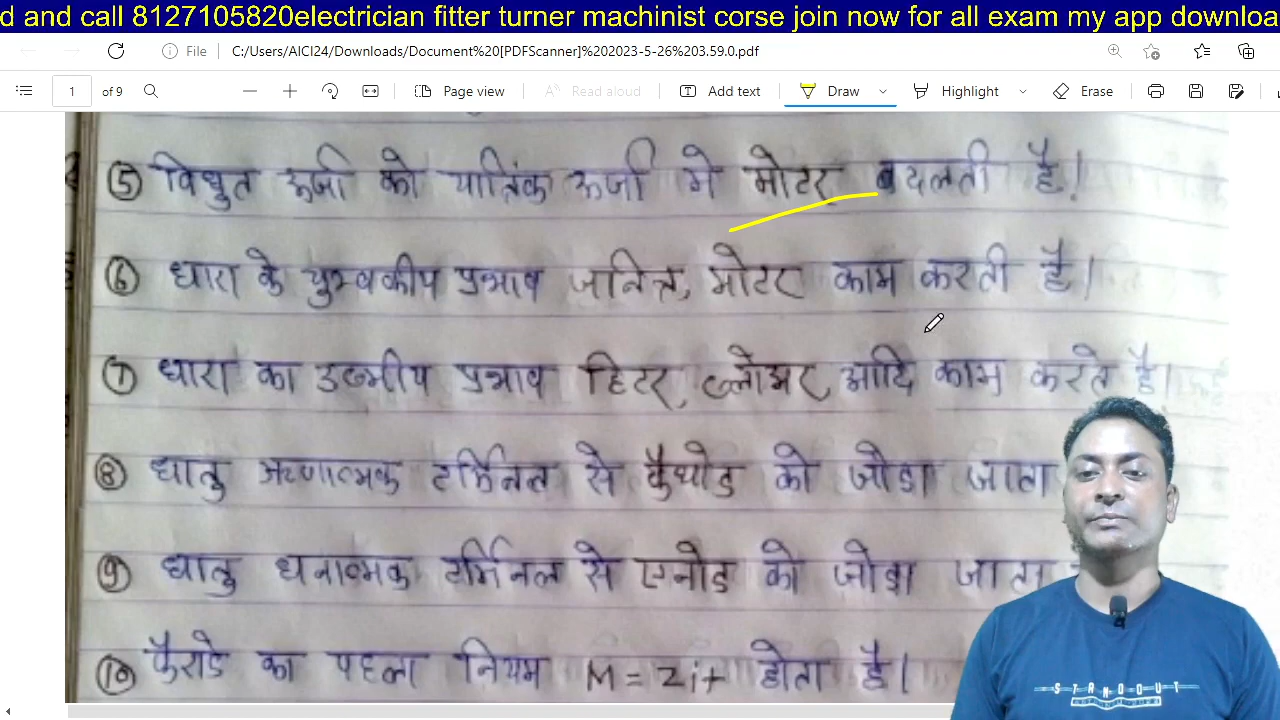 d and call 8127105820electrician fitter turner machinist corse join now for all exam my app downloa
File C:/Users/AICI24/Downloads/Document%20[PDFScanner]%202023-5-26%203.59.0.pdf
1 of 9 Page view Read aloud Add text Draw Highlight Erase
(5) विधुत ऊर्जा को यात्रिंक ऊर्जा मे मोटर बदलती है।
(6) धारा के चुम्वकीय प्रभाव जनित्र, मोटर काम करती है।
(7) धारा का उष्मीय प्रभाव हिटर, ब्लोअर, आदि काम करते है।
(8) धातु ऋणात्मक टर्मिनल से कैथोड को जोडा जाता
(9) धातु धनात्मक टर्मिनल से एनोड को जोडा जाता
(10) फैराडे का पहला नियम M = Zit होता है।
STANDOUT